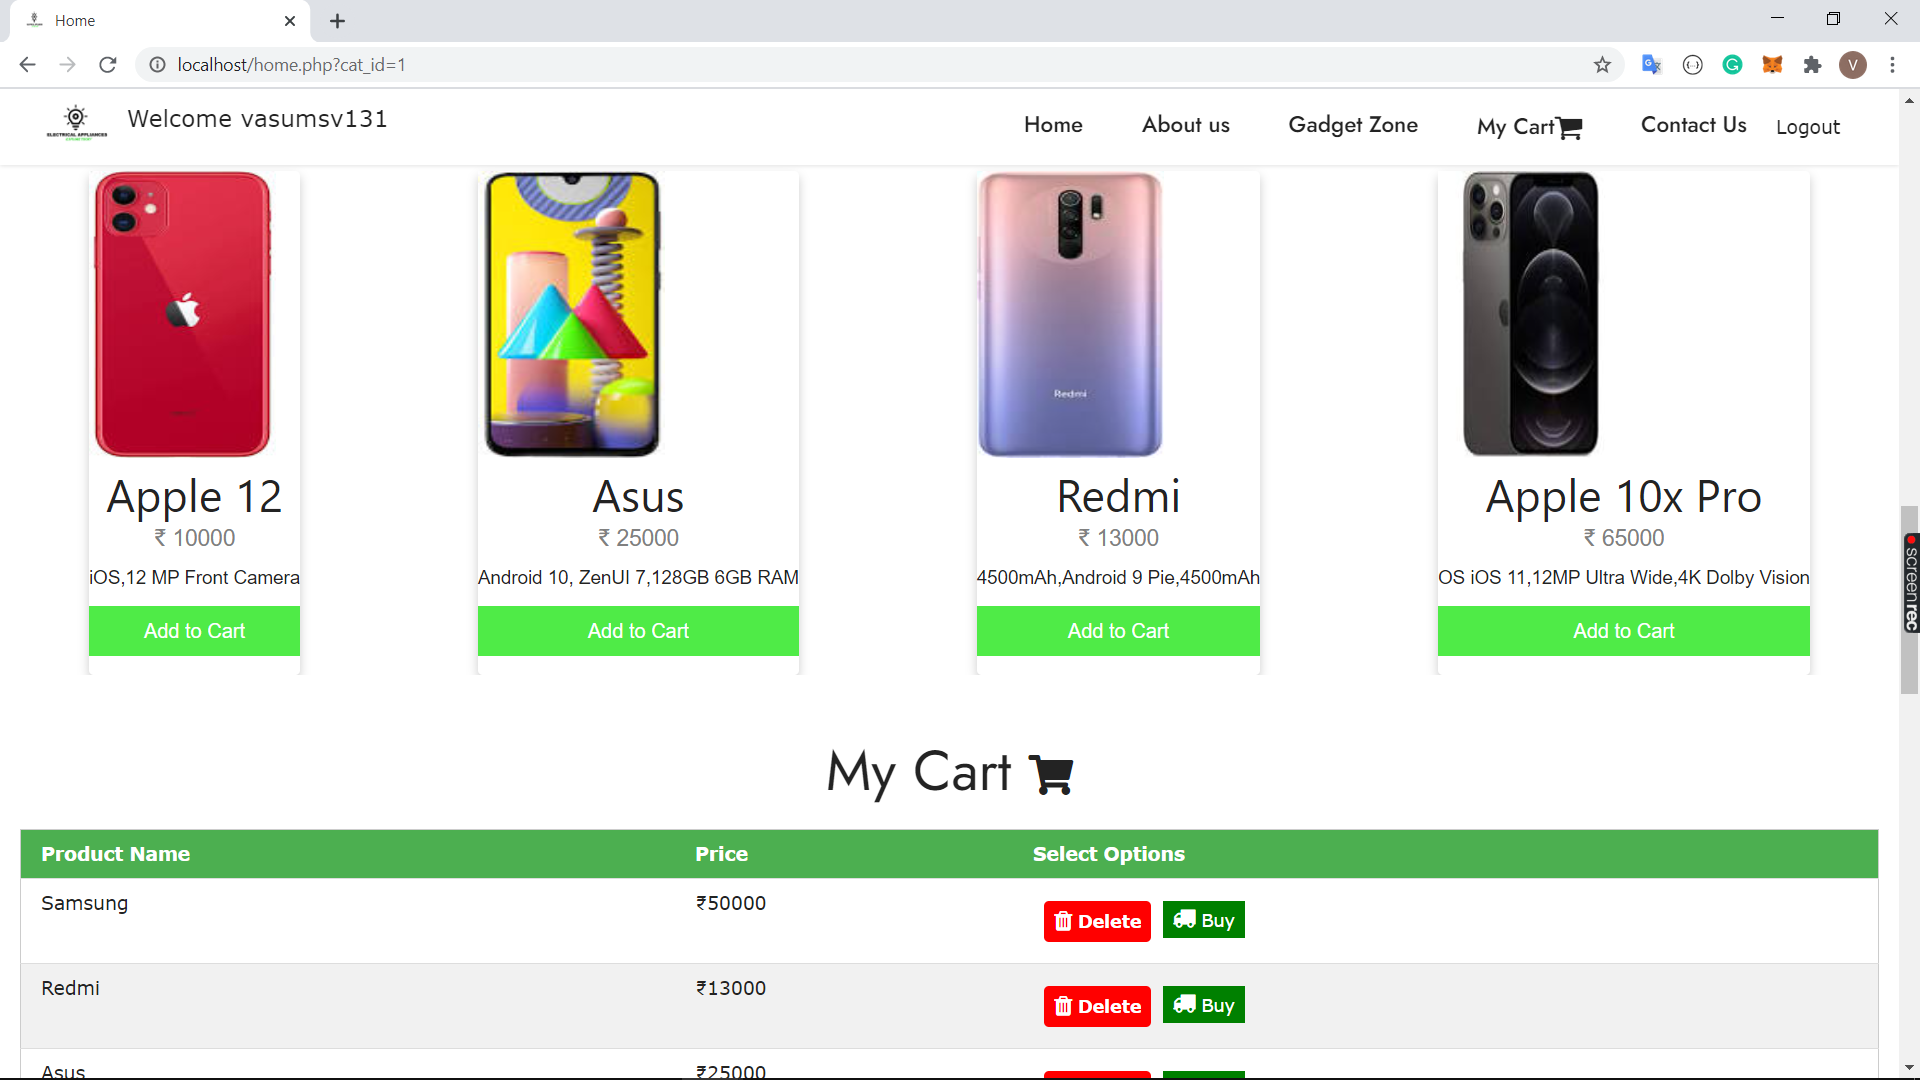 Home
localhost/home.php?cat_id=1
V
ELECTRICAL APPLIANCES
Welcome vasumsv131
Home
About us
Gadget Zone
My Cart
Contact Us
Logout
Redmi
Apple 12
₹ 10000
iOS,12 MP Front Camera
Add to Cart
Asus
₹ 25000
Android 10, ZenUI 7,128GB 6GB RAM
Add to Cart
Redmi
₹ 13000
4500mAh,Android 9 Pie,4500mAh
Add to Cart
Apple 10x Pro
₹ 65000
OS iOS 11,12MP Ultra Wide,4K Dolby Vision
Add to Cart
screenrec
My Cart
Product Name Price Select Options
Samsung ₹50000 Delete Buy
Redmi ₹13000 Delete Buy
Asus ₹25000